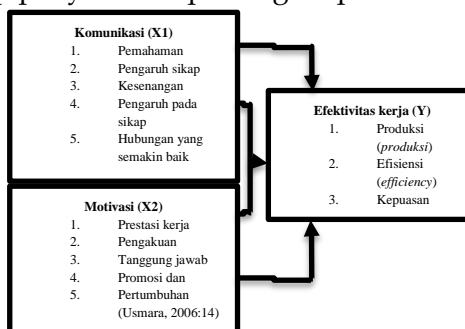 Komunikasi (X1)
1. Pemahaman
2. Pengaruh sikap
3. Kesenangan
4. Pengaruh pada
sikap
5. Hubungan yang
semakin baik
Motivasi (X2)
1. Prestasi kerja
2. Pengakuan
3. Tanggung jawab
4. Promosi dan
5. Pertumbuhan
(Usmara, 2006:14)
Efektivitas kerja (Y)
1. Produksi
(produksi)
2. Efisiensi
(efficiency)
3. Kepuasan